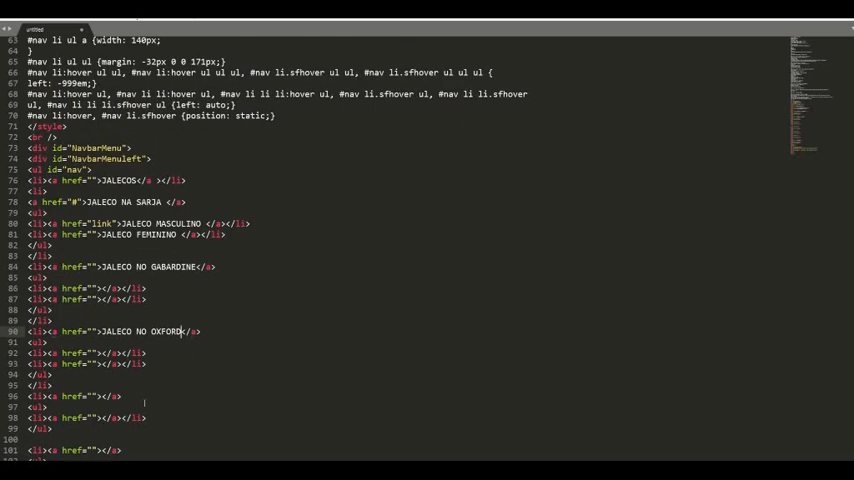 untitled
63 #nav li ul a {width: 140px;
64 }
65 #nav li ul ul {margin: -32px 0 0 171px;}
66 #nav li:hover ul ul, #nav li:hover ul ul ul, #nav li.sfhover ul ul, #nav li.sfhover ul ul ul {
67 left: -999em;}
68 #nav li:hover ul, #nav li li:hover ul, #nav li li li:hover ul, #nav li.sfhover ul, #nav li li.sfhover
69 ul, #nav li li li.sfhover ul {left: auto;}
70 #nav li:hover, #nav li.sfhover {position: static;}
71 </style>
72 <br />
73 <div id="NavbarMenu">
74 <div id="NavbarMenuleft">
75 <ul id="nav">
76 <li><a href="">JALECOS</a ></li>
77 <li>
78 <a href="#">JALECO NA SARJA </a>
79 <ul>
80 <li><a href="link">JALECO MASCULINO </a></li>
81 <li><a href="">JALECO FEMININO </a></li>
82 </ul>
83 </li>
84 <li><a href="">JALECO NO GABARDINE</a>
85 <ul>
86 <li><a href=""></a></li>
87 <li><a href=""></a></li>
88 </ul>
89 </li>
90 <li><a href="">JALECO NO OXFORD</a>
91 <ul>
92 <li><a href=""></a></li>
93 <li><a href=""></a></li>
94 </ul>
95 </li>
96 <li><a href=""></a>
97 <ul>
98 <li><a href=""></a></li>
99 </ul>
100
101 <li><a href=""></a>